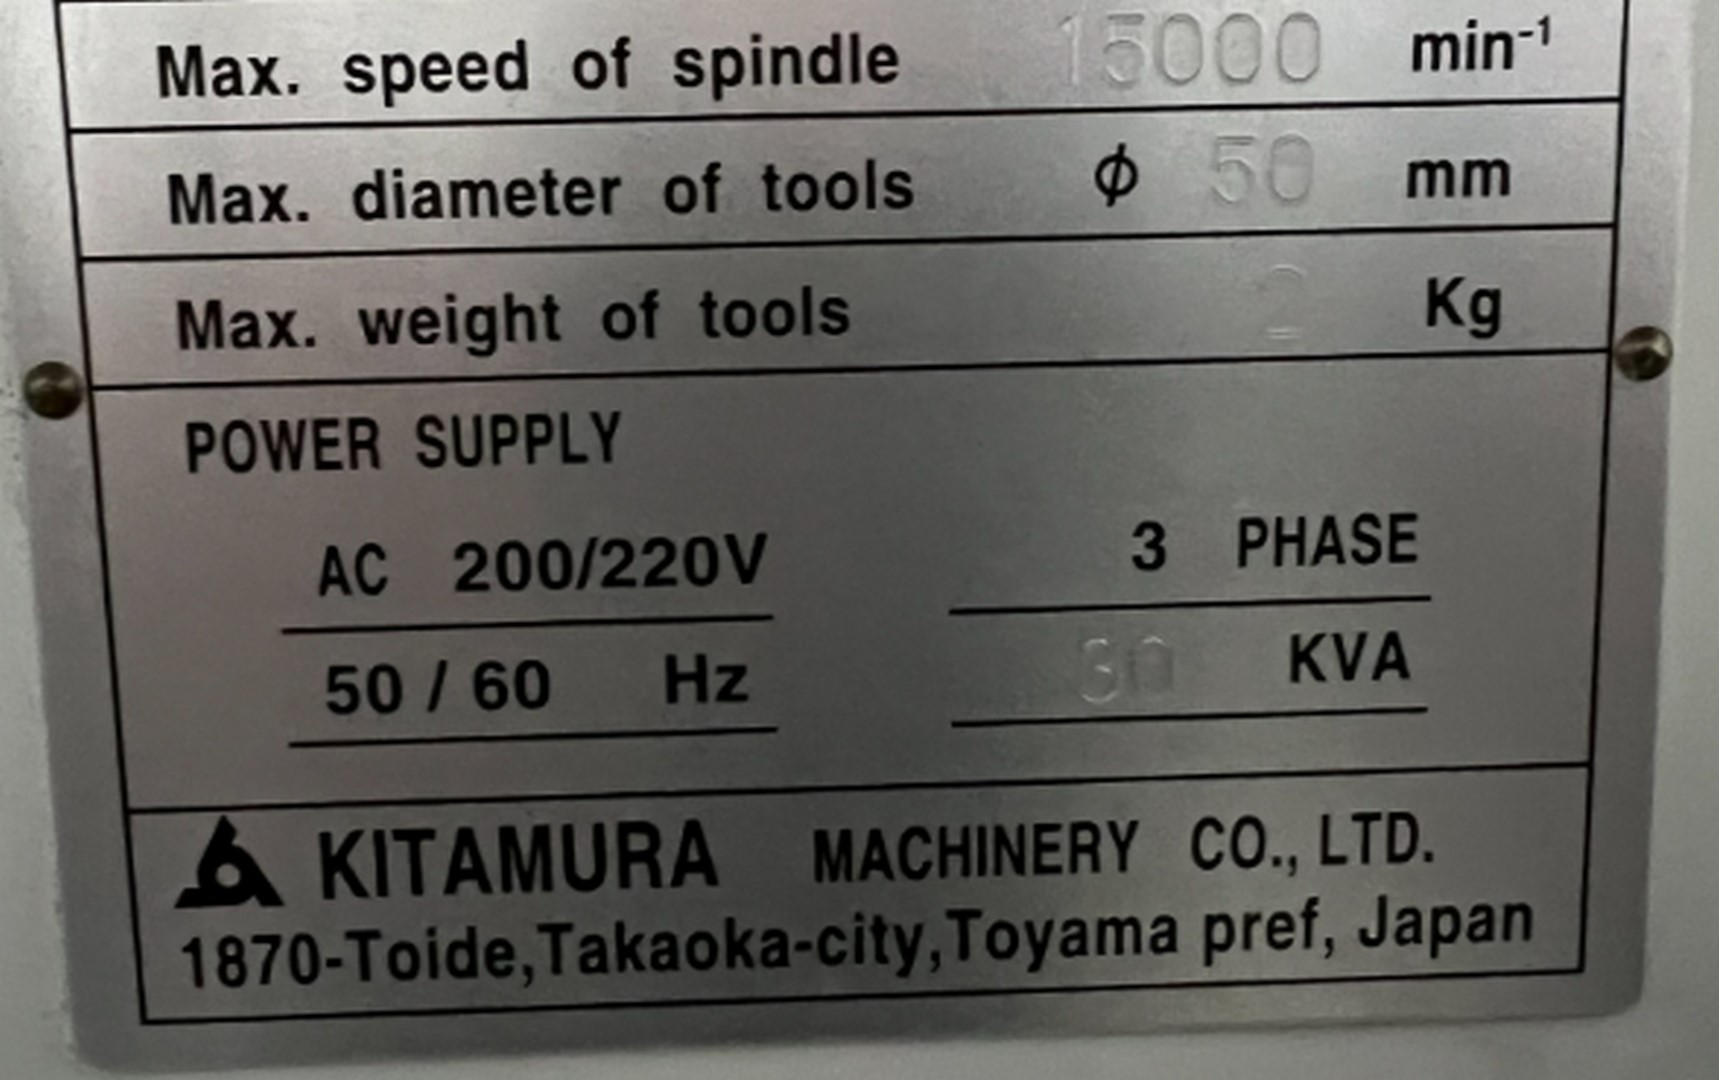 Max. speed of spindle 15000 min⁻¹
Max. diameter of tools ϕ 50 mm
Max. weight of tools 2 Kg
POWER SUPPLY
AC 200/220V 3 PHASE
50 / 60 Hz 30 KVA
KITAMURA MACHINERY CO., LTD.
1870-Toide,Takaoka-city,Toyama pref, Japan